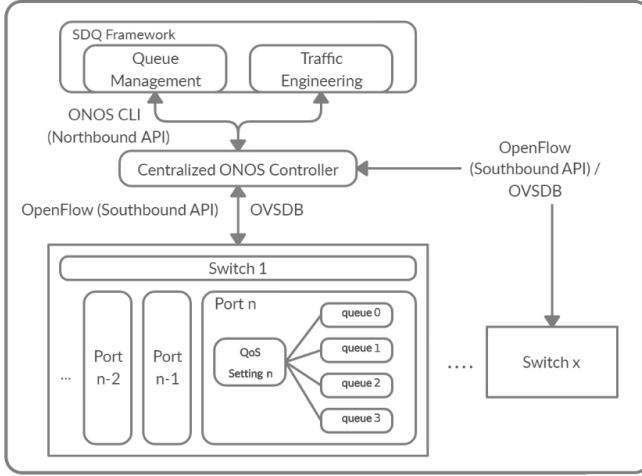 SDQ Framework
Queue
Management
Traffic
Engineering
ONOS CLI
(Northbound API)
Centralized ONOS Controller
OpenFlow
(Southbound API) /
OVSDB
OpenFlow (Southbound API)
OVSDB
Switch 1
...
Port
n-2
Port
n-1
Port n
QoS
Setting n
queue 0
queue 1
queue 2
queue 3
....
Switch x